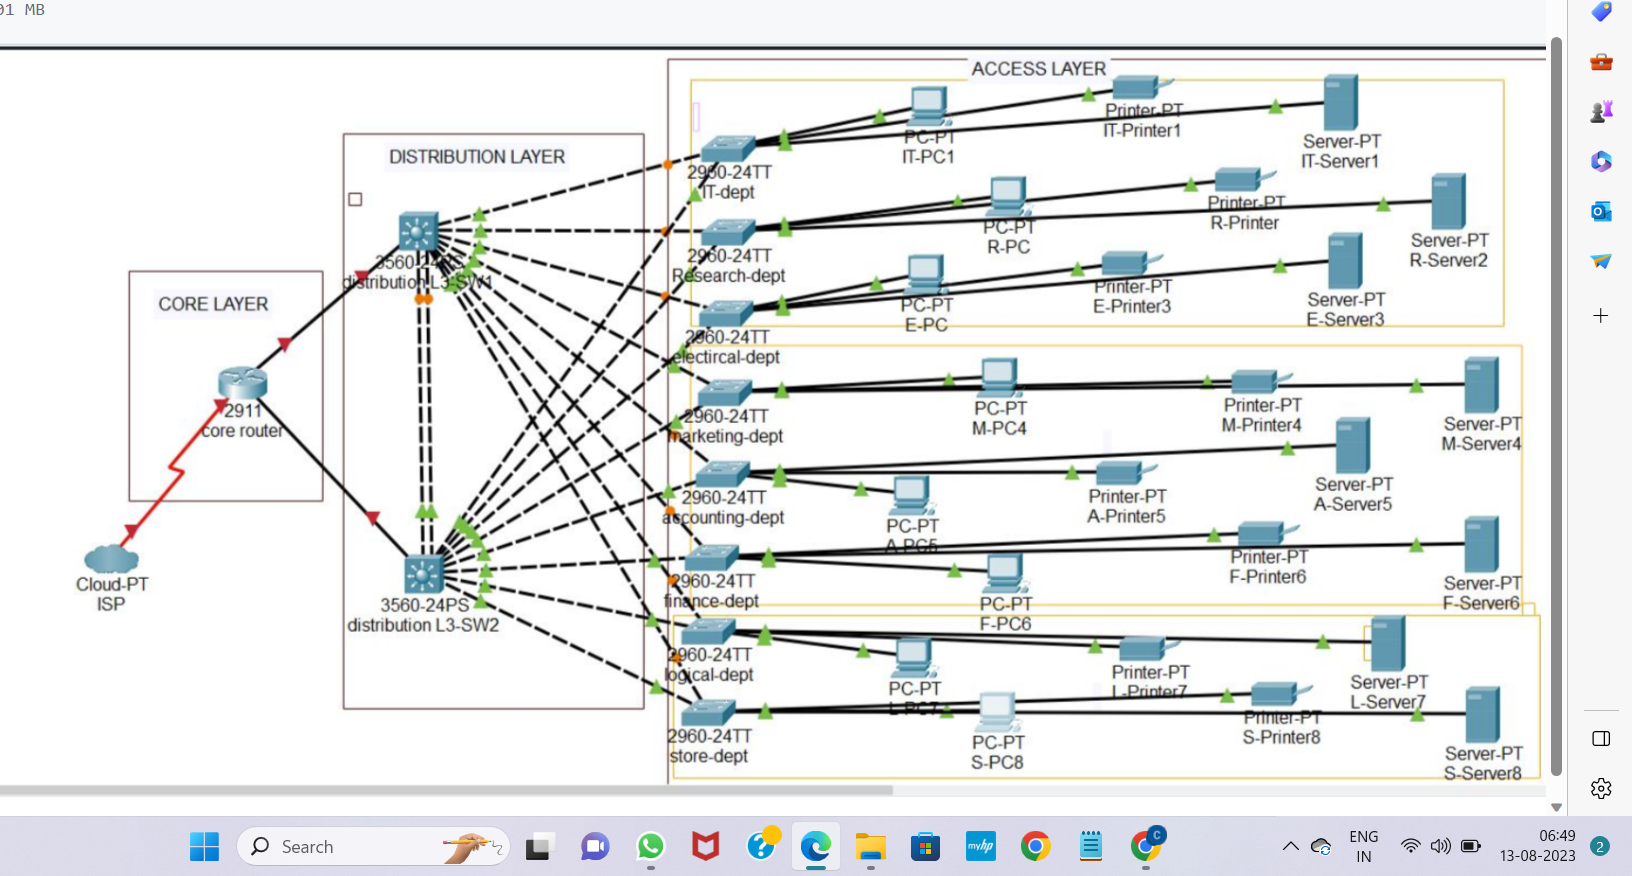 01 MB
ACCESS LAYER
DISTRIBUTION LAYER
CORE LAYER
3560-24PS
distribution L3-SW1
2911
core router
Cloud-PT
ISP
3560-24PS
distribution L3-SW2
2960-24TT
IT-dept
PC-PT
IT-PC1
Printer-PT
IT-Printer1
Server-PT
IT-Server1
2960-24TT
Research-dept
PC-PT
R-PC
Printer-PT
R-Printer
Server-PT
R-Server2
2960-24TT
electircal-dept
PC-PT
E-PC
Printer-PT
E-Printer3
Server-PT
E-Server3
2960-24TT
marketing-dept
PC-PT
M-PC4
Printer-PT
M-Printer4
Server-PT
M-Server4
2960-24TT
accounting-dept
PC-PT
A-PC5
Printer-PT
A-Printer5
Server-PT
A-Server5
2960-24TT
finance-dept
PC-PT
F-PC6
Printer-PT
F-Printer6
Server-PT
F-Server6
2960-24TT
logical-dept
PC-PT
L-PC7
Printer-PT
L-Printer7
Server-PT
L-Server7
2960-24TT
store-dept
PC-PT
S-PC8
Printer-PT
S-Printer8
Server-PT
S-Server8
Search
myhp
C
ENG
IN
06:49
13-08-2023
2